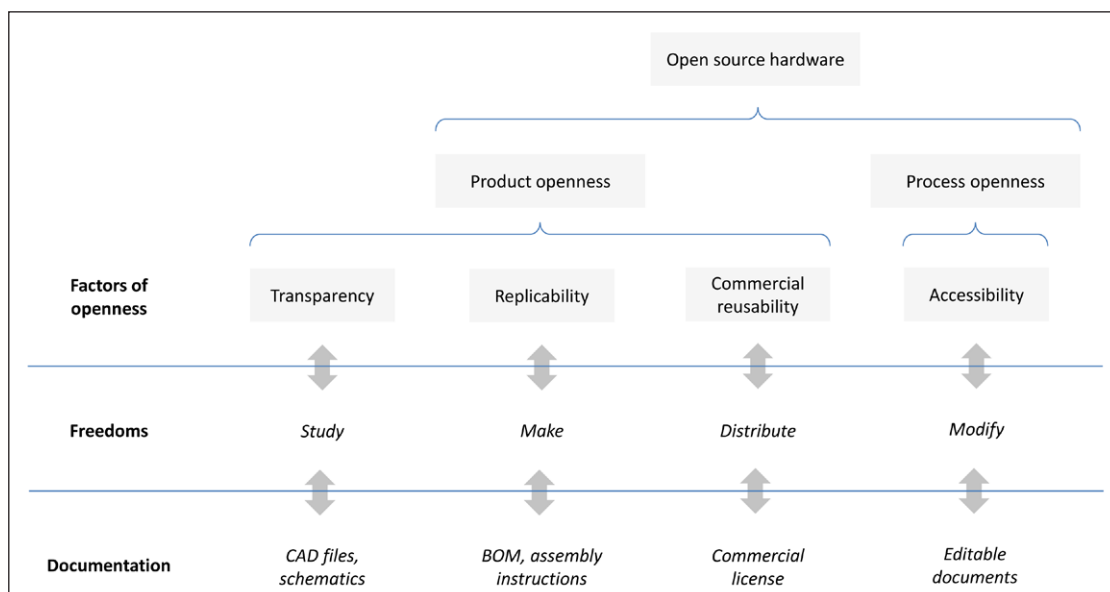 Open source hardware
Product openness
Process openness
Factors of
openness
Transparency
Replicability
Commercial
reusability
Accessibility
Freedoms
Study
Make
Distribute
Modify
Documentation
CAD files,
schematics
BOM, assembly
instructions
Commercial
license
Editable
documents